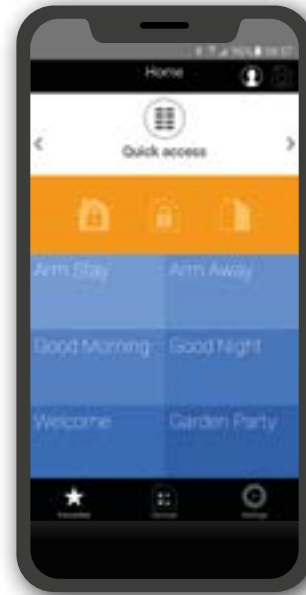 Home
Quick access
Arm Stay Arm Away
Good Morning Good Night
Welcome Garden Party